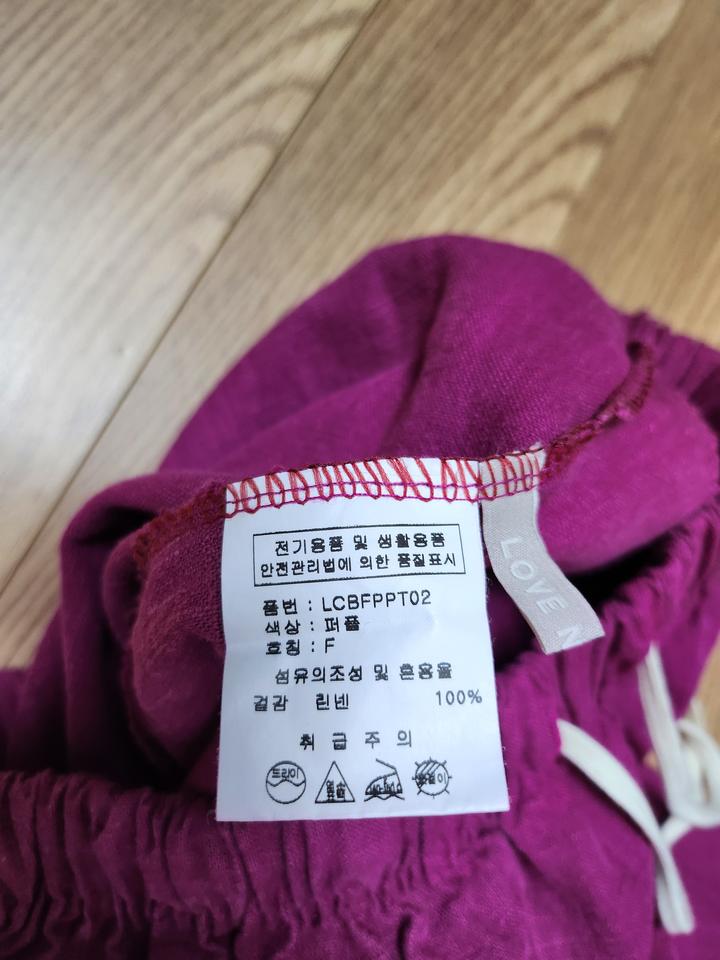 전기용품 및 생활용품
안전관리법에 의한 품질표시
품번 : LCBFPPT02
색상 : 퍼플
호칭 : F
섬유의조성 및 혼용율
겉감 린넨 100%
취 급 주 의
드라이
LOVE N